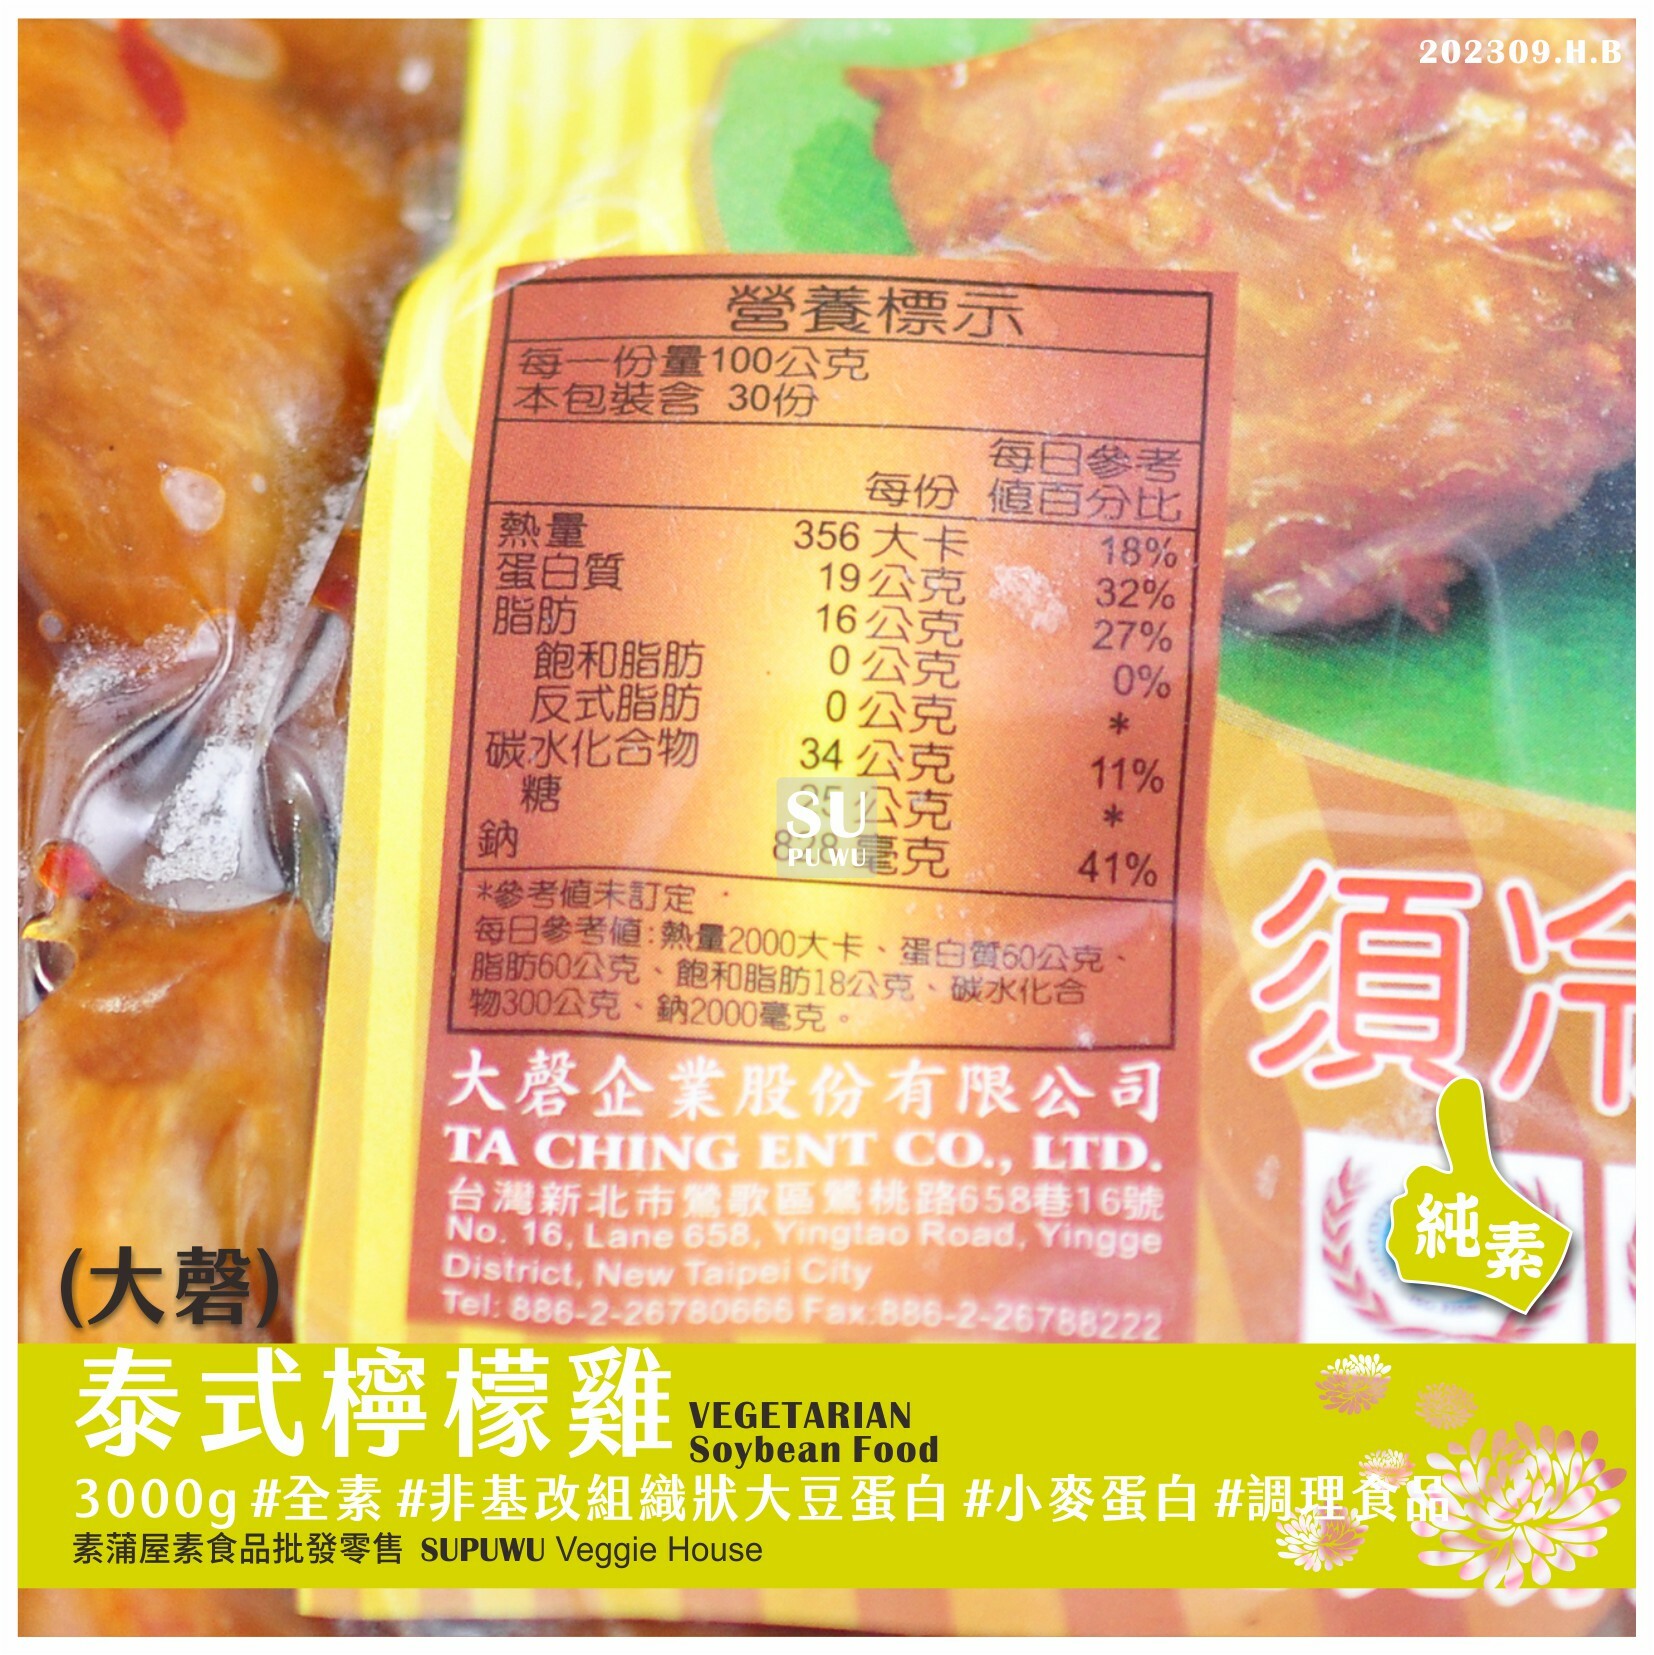 202309.H.B
營養標示
每一份量100公克
本包裝含 30份
每日參考
每份 值百分比
熱量 356 大卡 18%
蛋白質 19 公克 32%
脂肪 16 公克 27%
飽和脂肪 0 公克 0%
反式脂肪 0 公克 *
碳水化合物 34 公克 11%
糖 公克 *
鈉 毫克 41%
SU
PU WU
*參考值未訂定
每日參考值:熱量2000大卡、蛋白質60公克、
脂肪60公克、飽和脂肪18公克、碳水化合
物300公克、鈉2000毫克。
須冷
大磬企業股份有限公司
TA CHING ENT CO., LTD.
台灣新北市鶯歌區鶯桃路658巷16號
No. 16, Lane 658, Yingtao Road, Yingge
District, New Taipei City
Tel: 886-2-26780666 Fax:886-2-26788222
純素
(大磬)
泰式檸檬雞 VEGETARIAN
Soybean Food
3000g #全素 #非基改組織狀大豆蛋白 #小麥蛋白 #調理食品
素蒲屋素食品批發零售 SUPUWU Veggie House